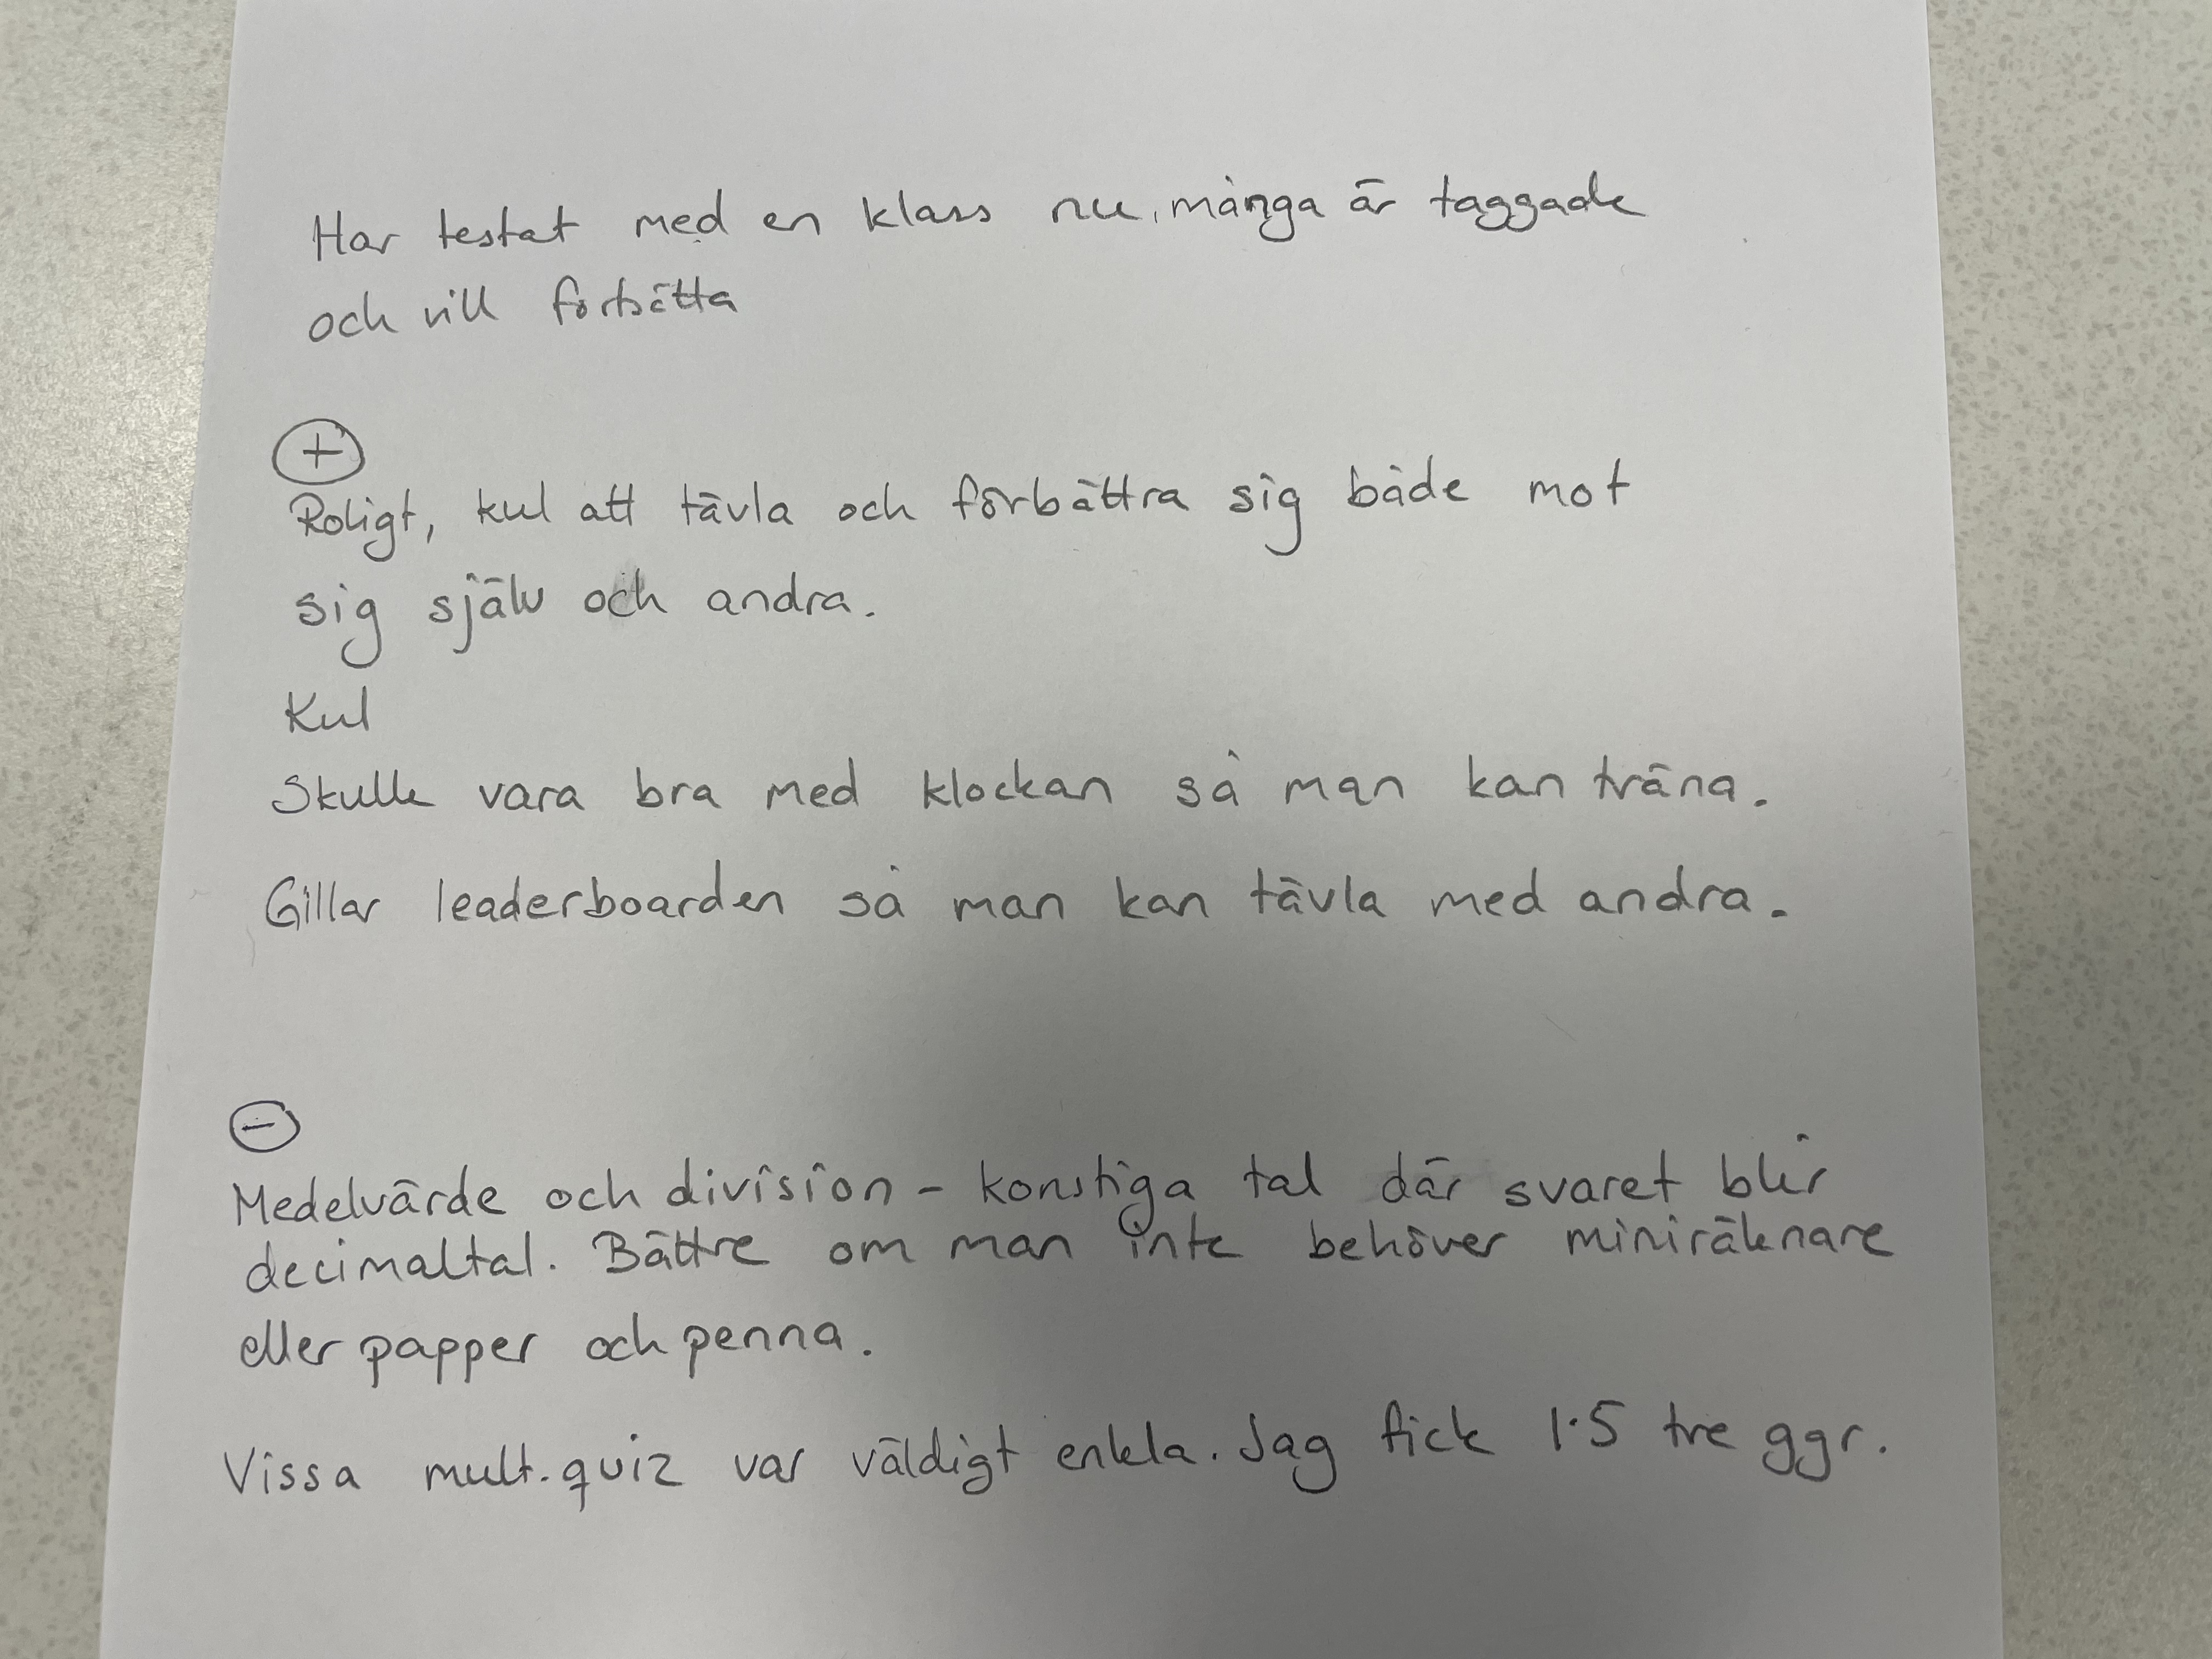 Har testat med en klass nu, många är taggade
och vill fortsätta
+
Roligt, kul att tävla och förbättra sig både mot
sig själv och andra.
Kul
Skulle vara bra med klockan så man kan träna.
Gillar leaderboarden så man kan tävla med andra.
-
Medelvärde och division - konstiga tal där svaret blir
decimaltal. Bättre om man inte behöver miniräknare
eller papper och penna.
Vissa mult.quiz var väldigt enkla. Jag fick 1·5 tre ggr.